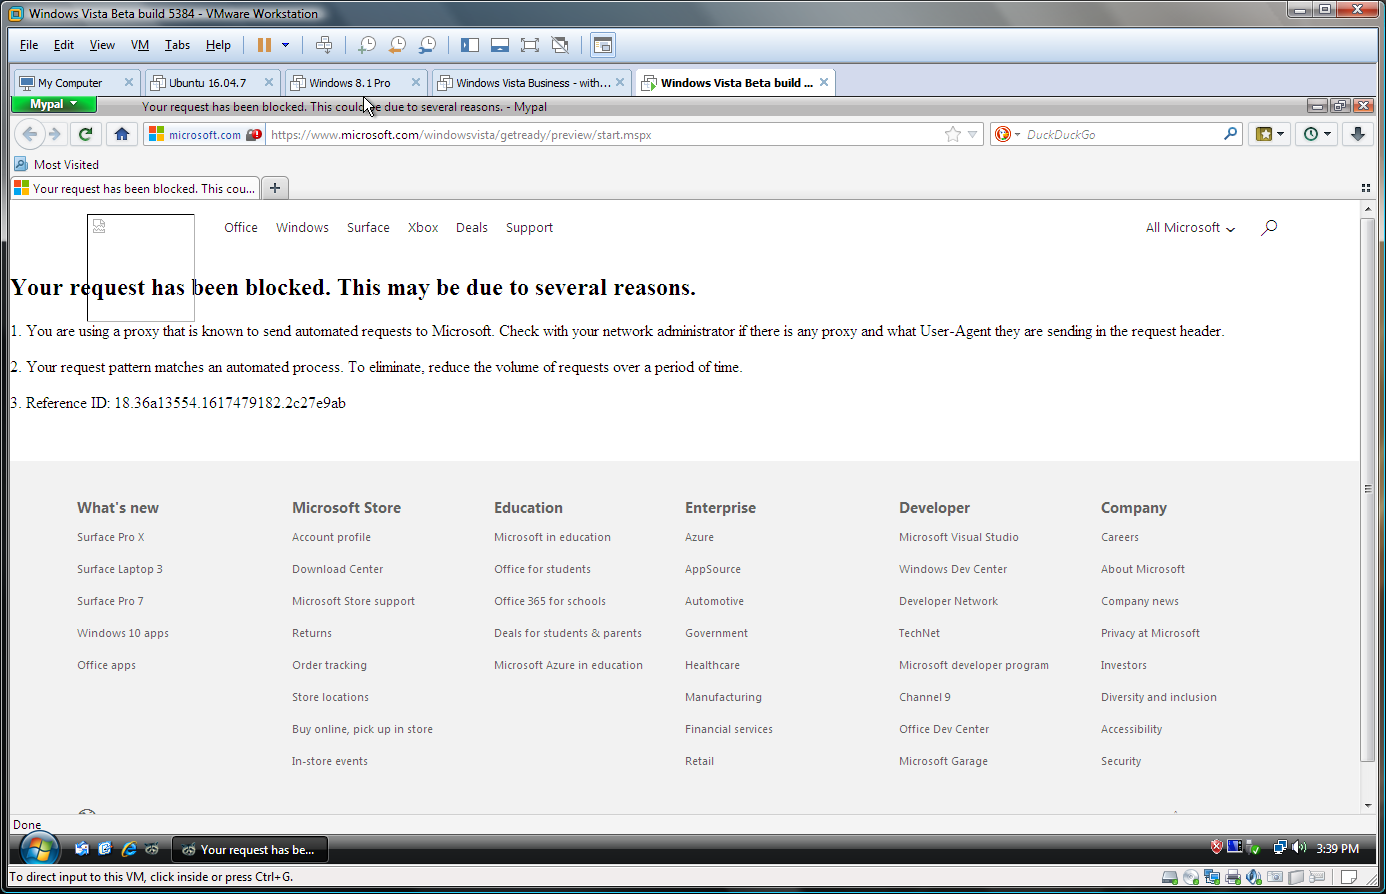 Windows Vista Beta build 5384 - VMware Workstation
File Edit View VM Tabs Help
My Computer Ubuntu 16.04.7 Windows 8.1 Pro Windows Vista Business - with... Windows Vista Beta build ...
Mypal Your request has been blocked. This could be due to several reasons. - Mypal
microsoft.com https://www.microsoft.com/windowsvista/getready/preview/start.mspx DuckDuckGo
Most Visited
Your request has been blocked. This cou...
Office Windows Surface Xbox Deals Support All Microsoft
Your request has been blocked. This may be due to several reasons.
1. You are using a proxy that is known to send automated requests to Microsoft. Check with your network administrator if there is any proxy and what User-Agent they are sending in the request header.
2. Your request pattern matches an automated process. To eliminate, reduce the volume of requests over a period of time.
3. Reference ID: 18.36a13554.1617479182.2c27e9ab
What's new Microsoft Store Education Enterprise Developer Company
Surface Pro X Account profile Microsoft in education Azure Microsoft Visual Studio Careers
Surface Laptop 3 Download Center Office for students AppSource Windows Dev Center About Microsoft
Surface Pro 7 Microsoft Store support Office 365 for schools Automotive Developer Network Company news
Windows 10 apps Returns Deals for students & parents Government TechNet Privacy at Microsoft
Office apps Order tracking Microsoft Azure in education Healthcare Microsoft developer program Investors
Store locations Manufacturing Channel 9 Diversity and inclusion
Buy online, pick up in store Financial services Office Dev Center Accessibility
In-store events Retail Microsoft Garage Security
Done
Your request has be... 3:39 PM
To direct input to this VM, click inside or press Ctrl+G.